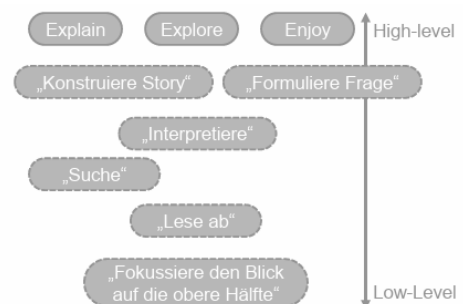 Explain Explore Enjoy High-level
„Konstruiere Story“ „Formuliere Frage“
„Interpretiere“
„Suche“
„Lese ab“
„Fokussiere den Blick
auf die obere Hälfte“
Low-Level